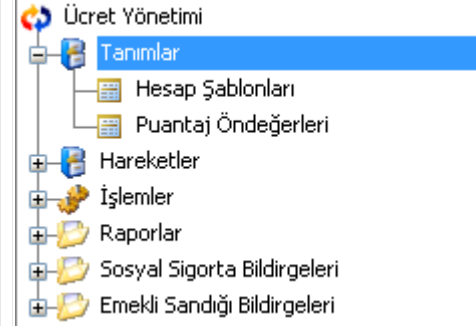 Ücret Yönetimi
Tanımlar
Hesap Şablonları
Puantaj Öndeğerleri
Hareketler
İşlemler
Raporlar
Sosyal Sigorta Bildirgeleri
Emekli Sandığı Bildirgeleri